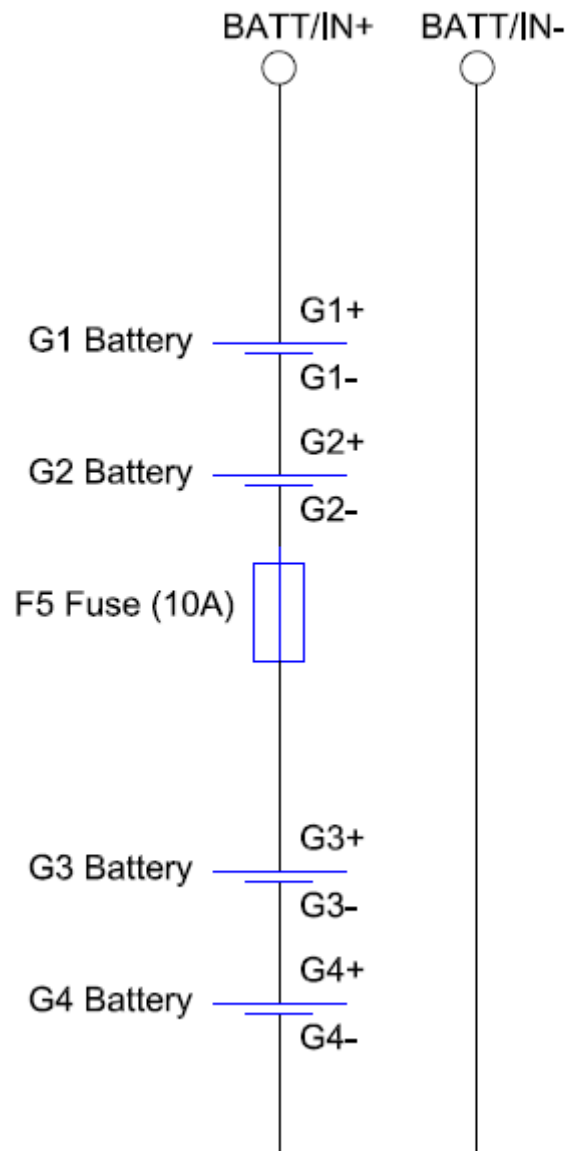 BATT/IN+ BATT/IN-
G1+
G1 Battery
G1-
G2+
G2 Battery
G2-
F5 Fuse (10A)
G3+
G3 Battery
G3-
G4+
G4 Battery
G4-